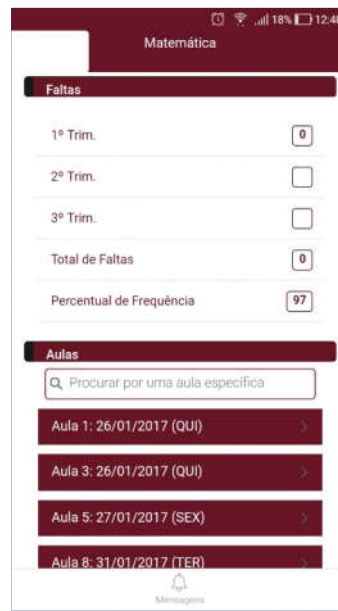 18% 12:48
Matemática
Faltas
1º Trim. 0
2º Trim.
3º Trim.
Total de Faltas 0
Percentual de Frequência 97
Aulas
Procurar por uma aula específica
Aula 1: 26/01/2017 (QUI)
Aula 3: 26/01/2017 (QUI)
Aula 5: 27/01/2017 (SEX)
Aula 8: 31/01/2017 (TER)
Mensagens